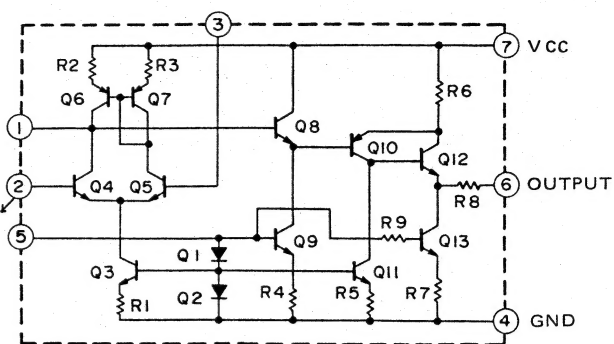 3
7 VCC
R2 R3
Q6 Q7
R6
1
Q8
Q10
Q12
2
Q4 Q5
6 OUTPUT
R8
5
R9
Q1
Q9
Q13
Q3
Q2
Q11
R1
R4
R5
R7
4 GND